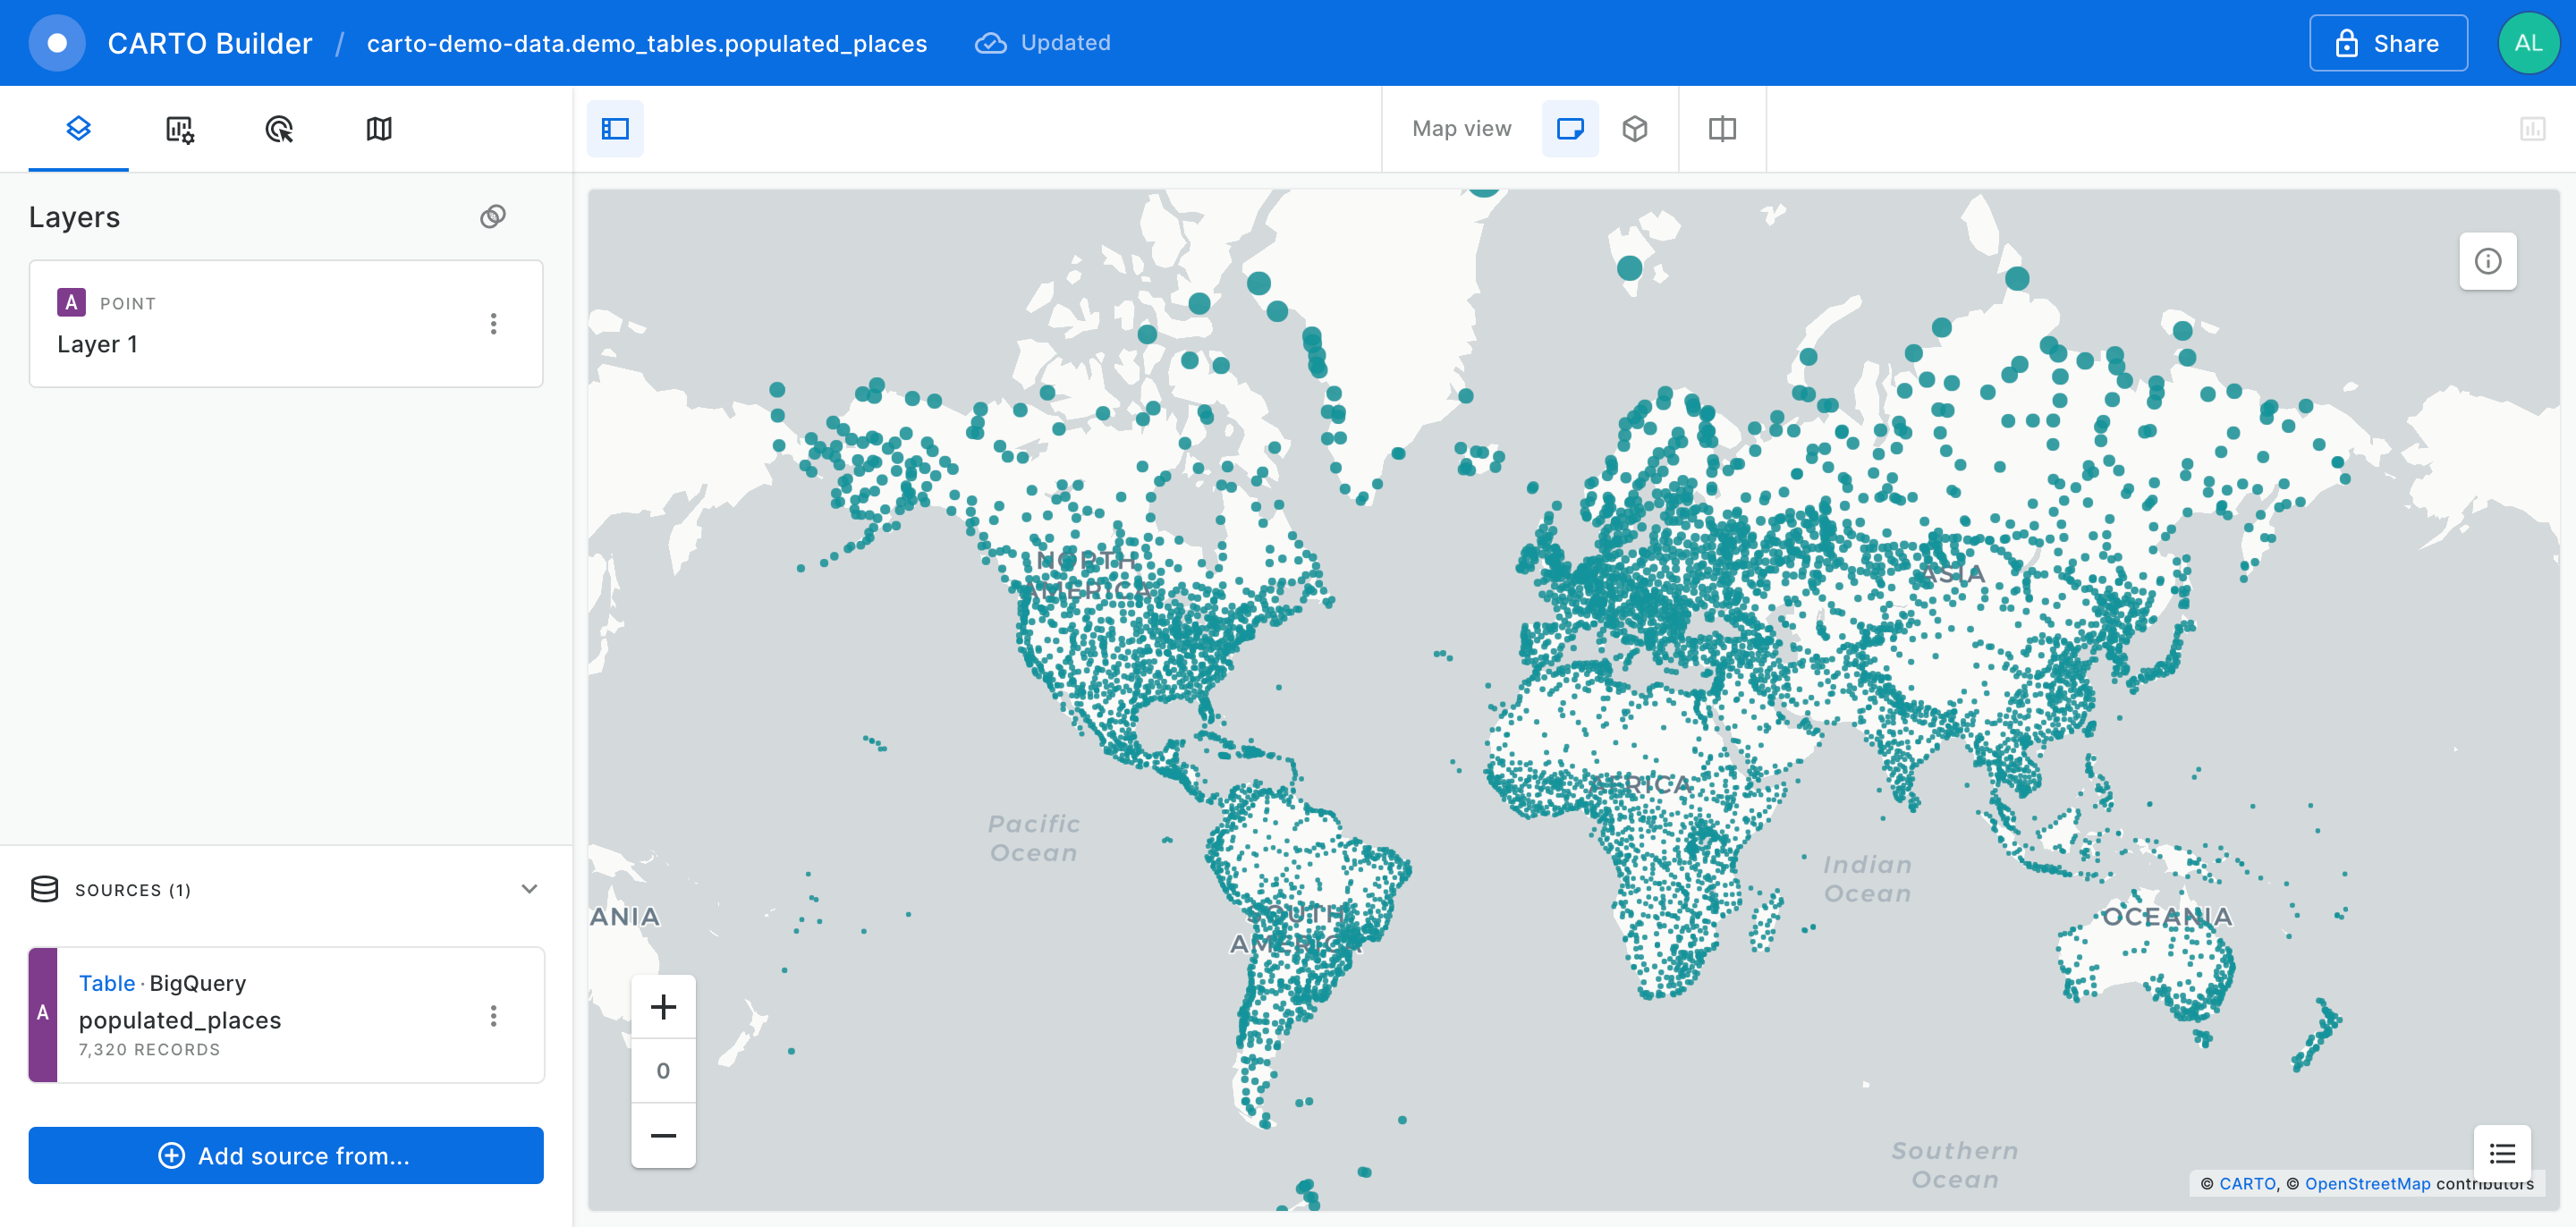 CARTO Builder / carto-demo-data.demo_tables.populated_places Updated Share AL
Map view
Layers
A POINT
Layer 1
SOURCES (1)
A
Table · BigQuery
populated_places
7,320 RECORDS
Add source from...
NORTH
AMERICA
ASIA
AFRICA
Pacific
Ocean
Indian
Ocean
ANIA
SOUTH
AMERICA
OCEANIA
Southern
Ocean
0
© CARTO, © OpenStreetMap contributors